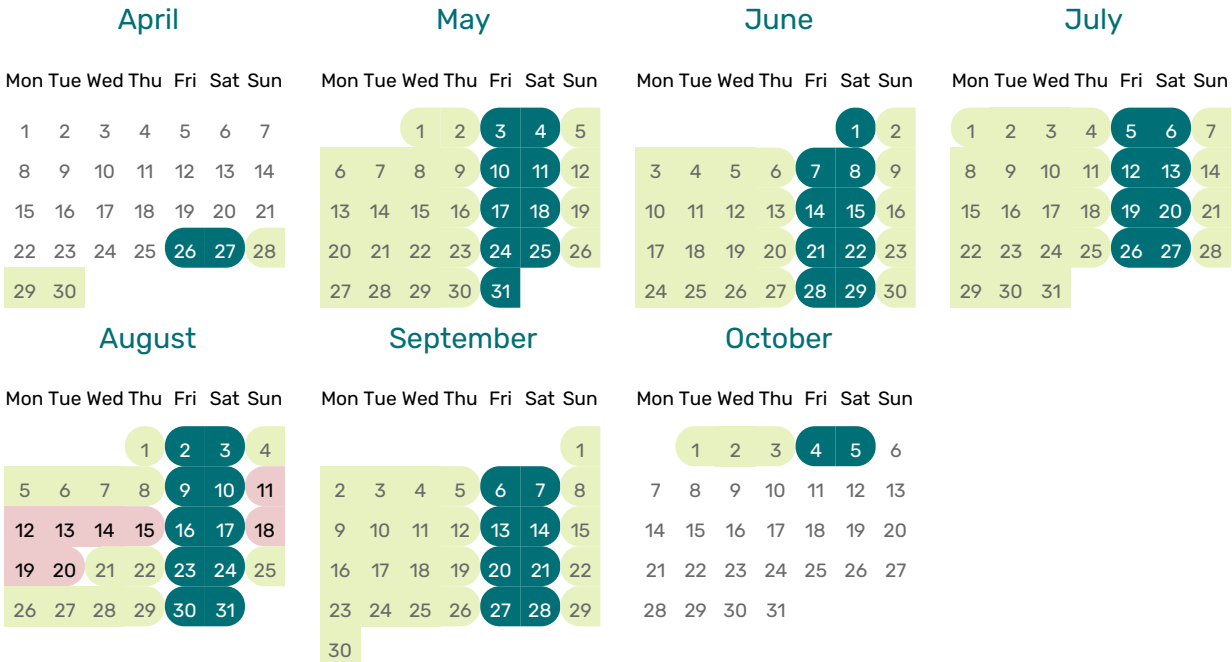 April May June July
Mon Tue Wed Thu Fri Sat Sun Mon Tue Wed Thu Fri Sat Sun Mon Tue Wed Thu Fri Sat Sun Mon Tue Wed Thu Fri Sat Sun
1 2 3 4 5 6 7 1 2 3 4 5 1 2 1 2 3 4 5 6 7
8 9 10 11 12 13 14 6 7 8 9 10 11 12 3 4 5 6 7 8 9 8 9 10 11 12 13 14
15 16 17 18 19 20 21 13 14 15 16 17 18 19 10 11 12 13 14 15 16 15 16 17 18 19 20 21
22 23 24 25 26 27 28 20 21 22 23 24 25 26 17 18 19 20 21 22 23 22 23 24 25 26 27 28
29 30 27 28 29 30 31 24 25 26 27 28 29 30 29 30 31
August September October
Mon Tue Wed Thu Fri Sat Sun Mon Tue Wed Thu Fri Sat Sun Mon Tue Wed Thu Fri Sat Sun
1 2 3 4 1 1 2 3 4 5 6
5 6 7 8 9 10 11 2 3 4 5 6 7 8 7 8 9 10 11 12 13
12 13 14 15 16 17 18 9 10 11 12 13 14 15 14 15 16 17 18 19 20
19 20 21 22 23 24 25 16 17 18 19 20 21 22 21 22 23 24 25 26 27
26 27 28 29 30 31 23 24 25 26 27 28 29 28 29 30 31
30